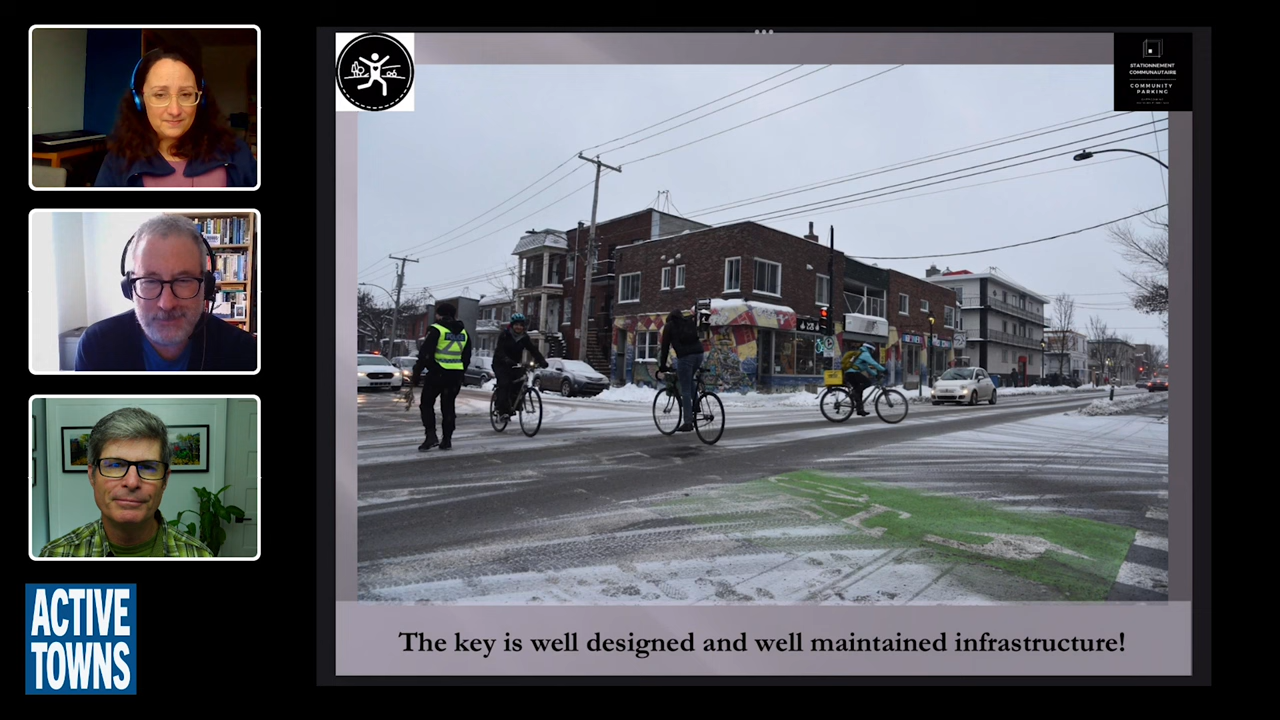 STATIONNEMENT
COMMUNAUTAIRE
COMMUNITY
PARKING
The key is well designed and well maintained infrastructure!
ACTIVE
TOWNS